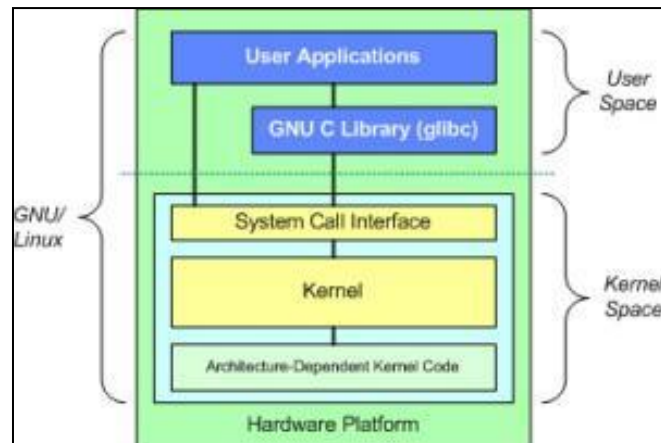 User Applications
User
Space
GNU C Library (glibc)
GNU/
Linux
System Call Interface
Kernel
Kernel
Space
Architecture-Dependent Kernel Code
Hardware Platform